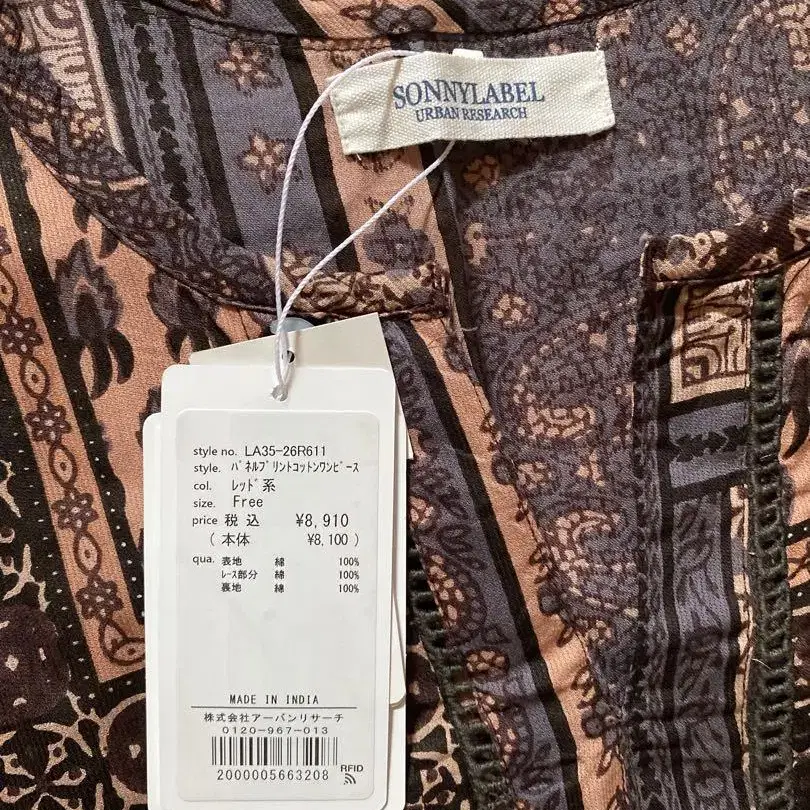 SONNYLABEL
URBAN RESEARCH
style no. LA35-26R611
style. パネルプリントコットンワンピース
col. レッド系
size. Free
price 税込 ¥8,910
( 本体 ¥8,100 )
qua. 表地 綿 100%
レース部分 綿 100%
裏地 綿 100%
MADE IN INDIA
株式会社アーバンリサーチ
0120-967-013
2000005663208
RFID